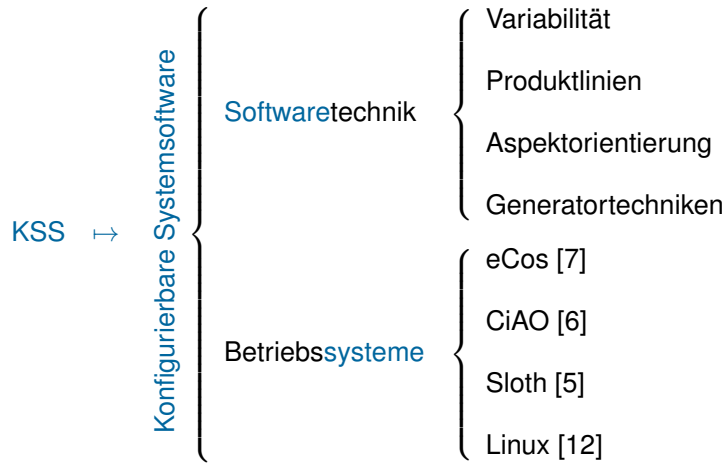 KSS ↦
Konfigurierbare Systemsoftware
Softwaretechnik
Variabilität
Produktlinien
Aspektorientierung
Generatortechniken
Betriebssysteme
eCos [7]
CiAO [6]
Sloth [5]
Linux [12]